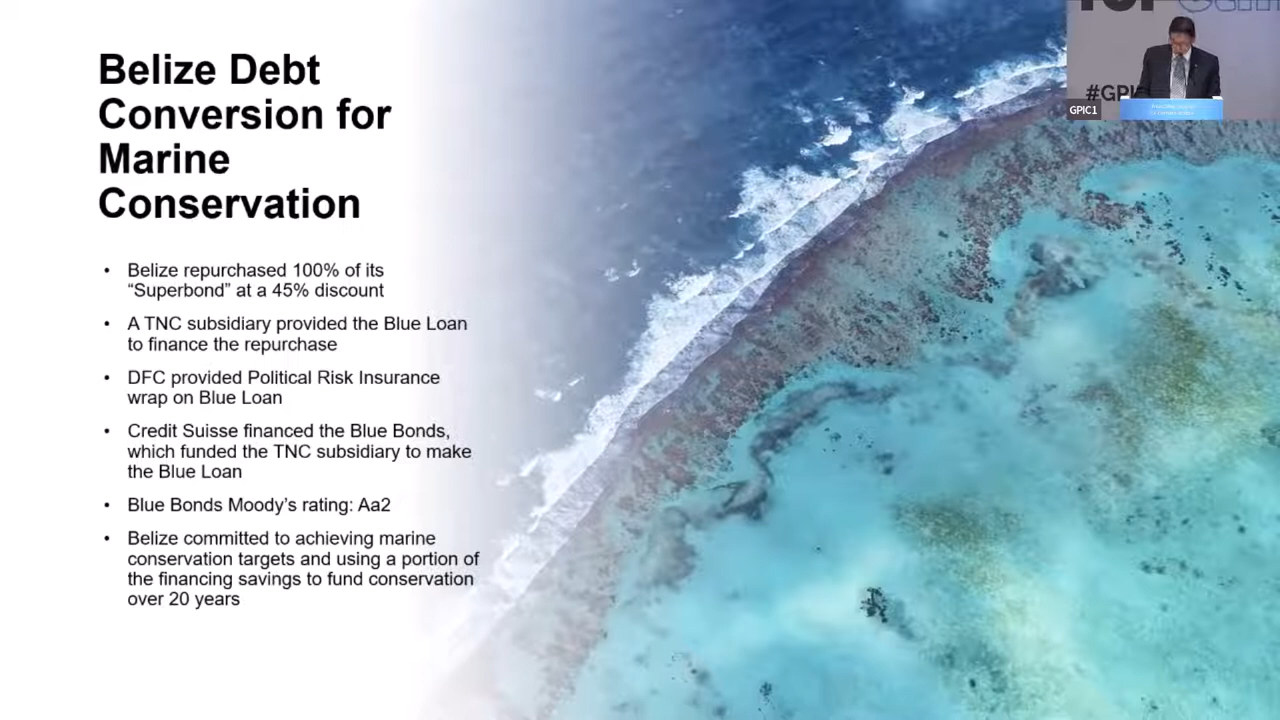 Belize Debt
Conversion for
Marine
Conservation
• Belize repurchased 100% of its
“Superbond” at a 45% discount
• A TNC subsidiary provided the Blue Loan
to finance the repurchase
• DFC provided Political Risk Insurance
wrap on Blue Loan
• Credit Suisse financed the Blue Bonds,
which funded the TNC subsidiary to make
the Blue Loan
• Blue Bonds Moody’s rating: Aa2
• Belize committed to achieving marine
conservation targets and using a portion of
the financing savings to fund conservation
over 20 years
#GPI
GPIC1